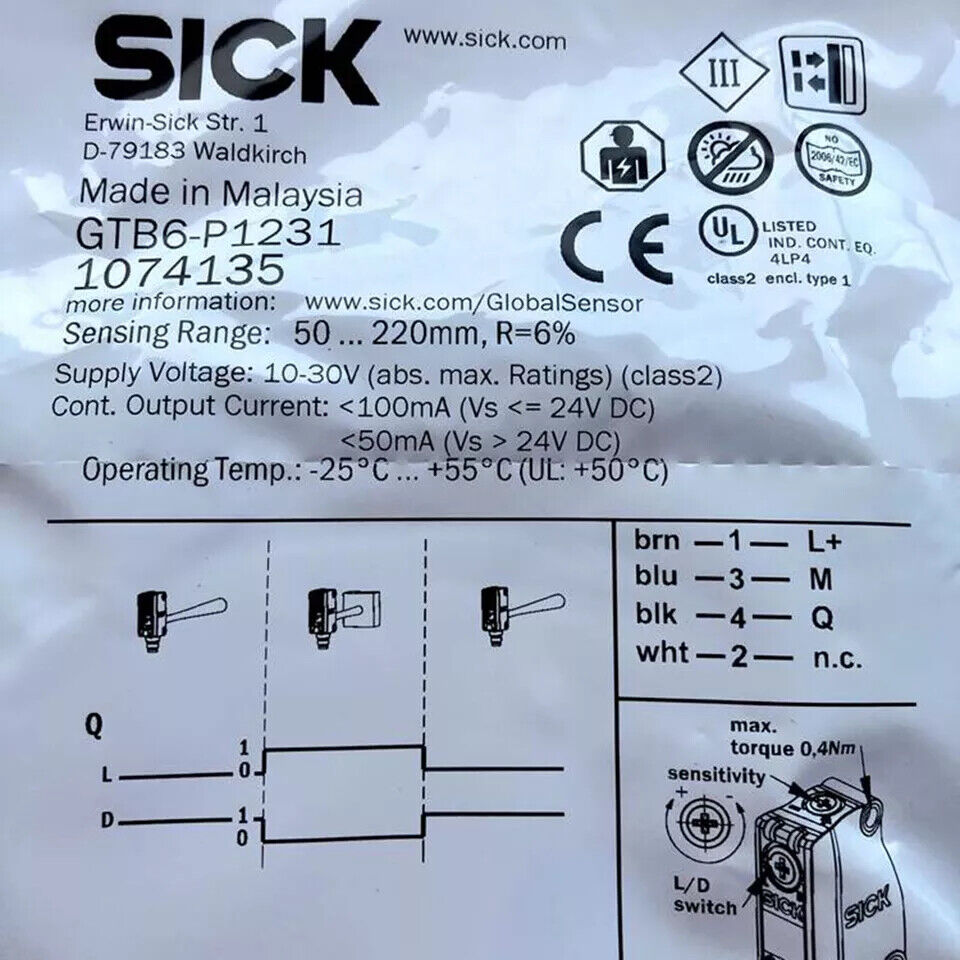 SICK
www.sick.com
III
Erwin-Sick Str. 1
D-79183 Waldkirch
NO
2006/42/EC
SAFETY
Made in Malaysia
GTB6-P1231
1074135
CE
UL
LISTED
IND. CONT. EQ.
4LP4
class2 encl. type 1
more information: www.sick.com/GlobalSensor
Sensing Range: 50 ... 220mm, R=6%
Supply Voltage: 10-30V (abs. max. Ratings) (class2)
Cont. Output Current: <100mA (Vs <= 24V DC)
<50mA (Vs > 24V DC)
Operating Temp.: -25°C ... +55°C (UL: +50°C)
brn — 1 — L+
blu — 3 — M
blk — 4 — Q
wht — 2 — n.c.
Q
L
1
0
D
1
0
max.
torque 0,4Nm
sensitivity
+ -
L/D
switch
SICK
SICK